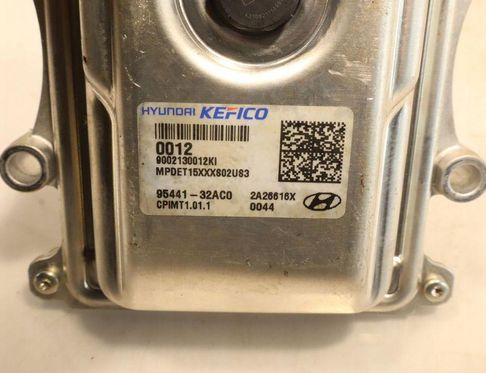 HYUNDAI KEFICO
0012
9002130012KI
MPDET15XXX802U83
95441-32AC0 2A26616X
CPIMT1.01.1 0044